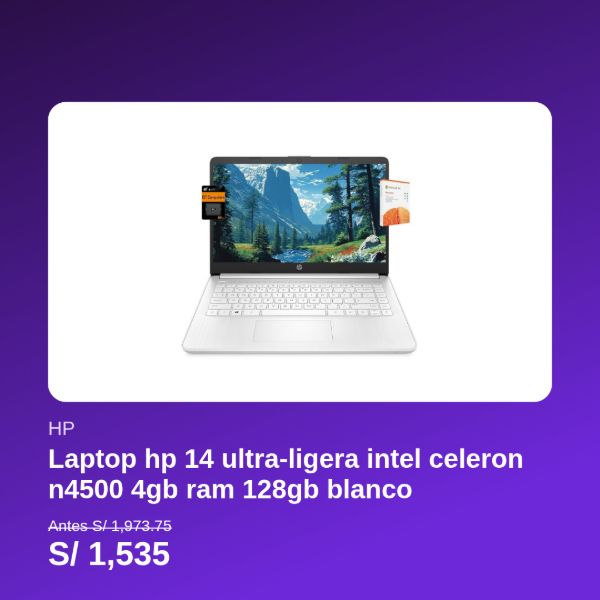 HP
Laptop hp 14 ultra-ligera intel celeron
n4500 4gb ram 128gb blanco
Antes S/ 1,973.75
S/ 1,535